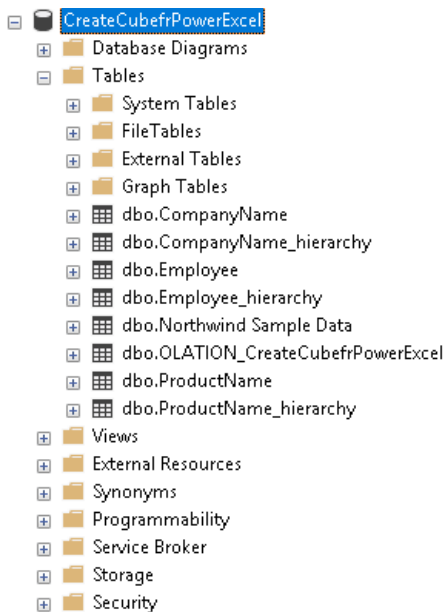 CreateCubefrPowerExcel
Database Diagrams
Tables
System Tables
FileTables
External Tables
Graph Tables
dbo.CompanyName
dbo.CompanyName_hierarchy
dbo.Employee
dbo.Employee_hierarchy
dbo.Northwind Sample Data
dbo.OLATION_CreateCubefrPowerExcel
dbo.ProductName
dbo.ProductName_hierarchy
Views
External Resources
Synonyms
Programmability
Service Broker
Storage
Security